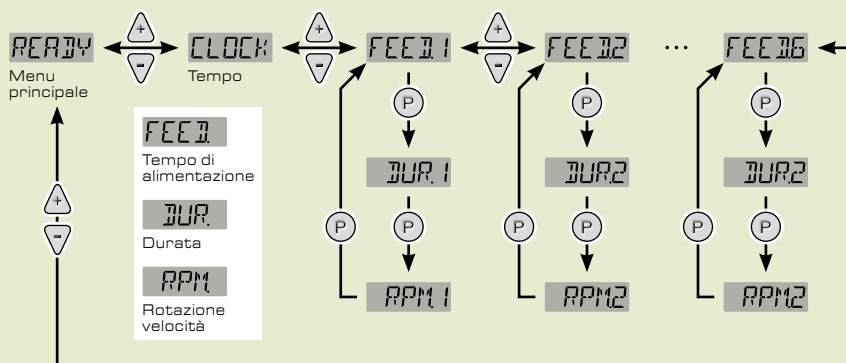 READY
Menu
principale
+
-
CLOCK
Tempo
+
-
FEED.1
+
-
FEED.2
...
FEED.6
P
P
P
FEED.
Tempo di
alimentazione
DUR.
Durata
RPM.
Rotazione
velocità
DUR.1
DUR.2
DUR.2
+
-
P
P
P
P
P
P
RPM.1
RPM.2
RPM.2